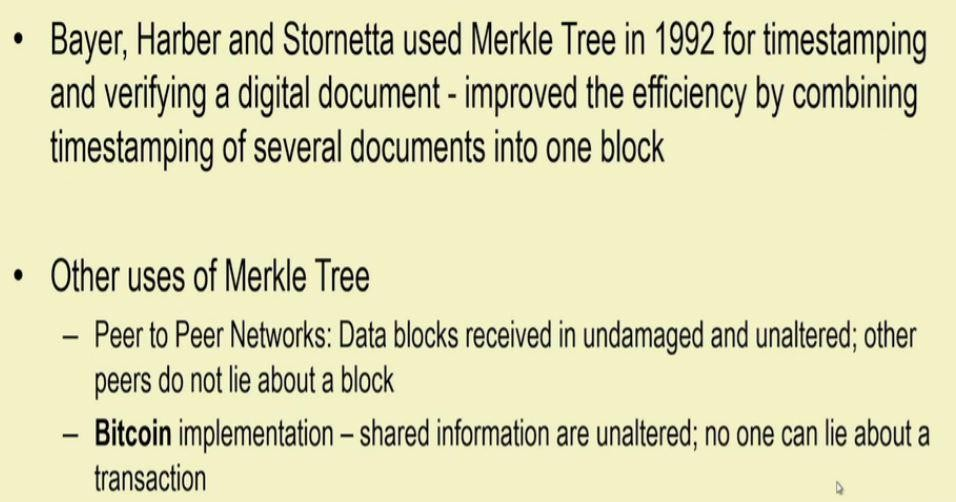 • Bayer, Harber and Stornetta used Merkle Tree in 1992 for timestamping
and verifying a digital document - improved the efficiency by combining
timestamping of several documents into one block
• Other uses of Merkle Tree
– Peer to Peer Networks: Data blocks received in undamaged and unaltered; other
peers do not lie about a block
– Bitcoin implementation – shared information are unaltered; no one can lie about a
transaction